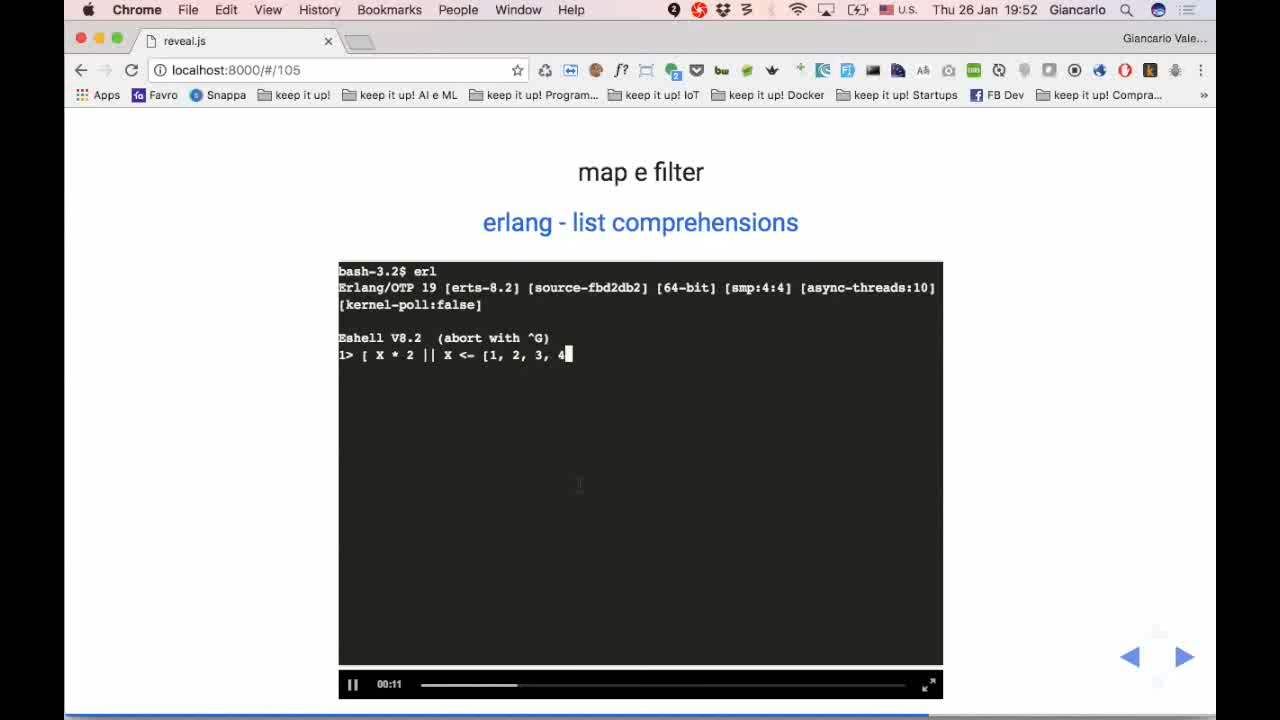 Chrome File Edit View History Bookmarks People Window Help U.S. Thu 26 Jan 19:52 Giancarlo
reveal.js Giancarlo Vale...
localhost:8000/#/105
Apps Favro Snappa keep it up! keep it up! AI e ML keep it up! Program... keep it up! IoT keep it up! Docker keep it up! Startups FB Dev keep it up! Compra... »
map e filter
erlang - list comprehensions
bash-3.2$ erl
Erlang/OTP 19 [erts-8.2] [source-fbd2db2] [64-bit] [smp:4:4] [async-threads:10]
[kernel-poll:false]
Eshell V8.2 (abort with ^G)
1> [ X * 2 || X <- [1, 2, 3, 4
00:11